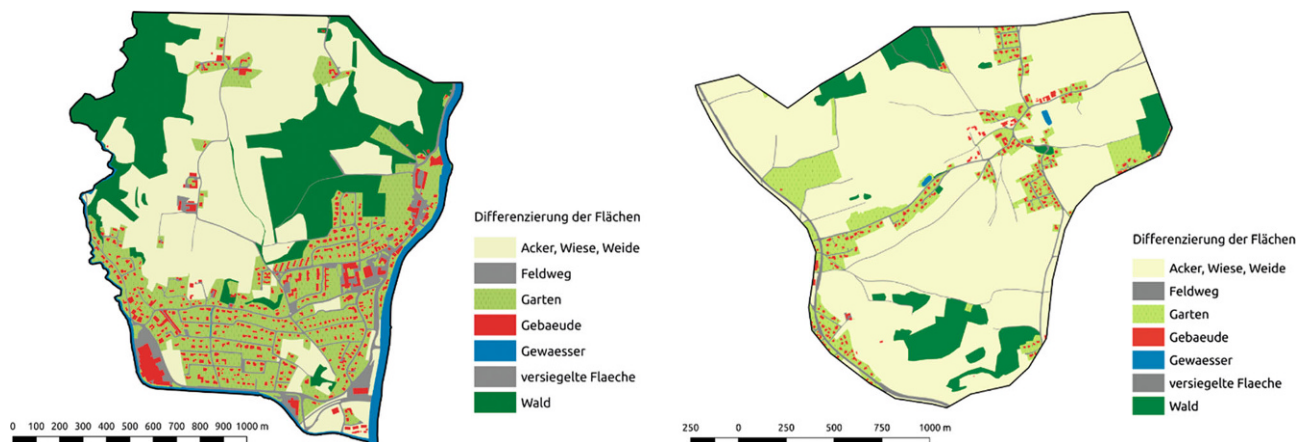 Differenzierung der Flächen
Acker, Wiese, Weide
Feldweg
Garten
Gebaeude
Gewaesser
versiegelte Flaeche
Wald
0 100 200 300 400 500 600 700 800 900 1000 m
Differenzierung der Flächen
Acker, Wiese, Weide
Feldweg
Garten
Gebaeude
Gewaesser
versiegelte Flaeche
Wald
250 0 250 500 750 1000 m